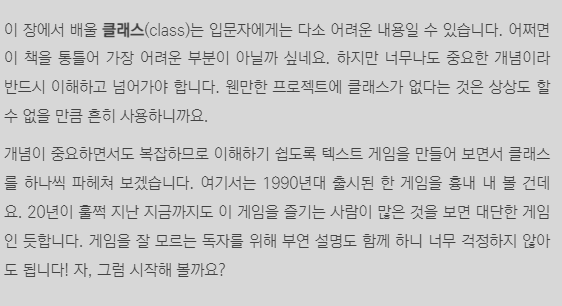 이 장에서 배울 클래스(class)는 입문자에게는 다소 어려운 내용일 수 있습니다. 어쩌면
이 책을 통틀어 가장 어려운 부분이 아닐까 싶네요. 하지만 너무나도 중요한 개념이라
반드시 이해하고 넘어가야 합니다. 웬만한 프로젝트에 클래스가 없다는 것은 상상도 할
수 없을 만큼 흔히 사용하니까요.
개념이 중요하면서도 복잡하므로 이해하기 쉽도록 텍스트 게임을 만들어 보면서 클래스
를 하나씩 파헤쳐 보겠습니다. 여기서는 1990년대 출시된 한 게임을 흉내 내 볼 건데
요. 20년이 훌쩍 지난 지금까지도 이 게임을 즐기는 사람이 많은 것을 보면 대단한 게임
인 듯합니다. 게임을 잘 모르는 독자를 위해 부연 설명도 함께 하니 너무 걱정하지 않아
도 됩니다! 자, 그럼 시작해 볼까요?